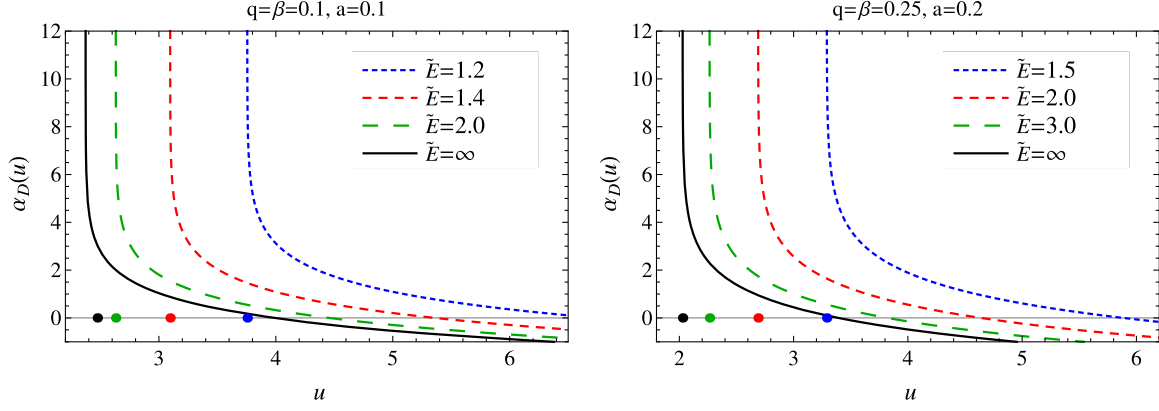 q=β=0.1, a=0.1
12
10
8
6
4
2
0
α_D(u)
Ẽ=1.2
Ẽ=1.4
Ẽ=2.0
Ẽ=∞
3
4
5
6
u
q=β=0.25, a=0.2
12
10
8
6
4
2
0
α_D(u)
Ẽ=1.5
Ẽ=2.0
Ẽ=3.0
Ẽ=∞
2
3
4
5
6
u